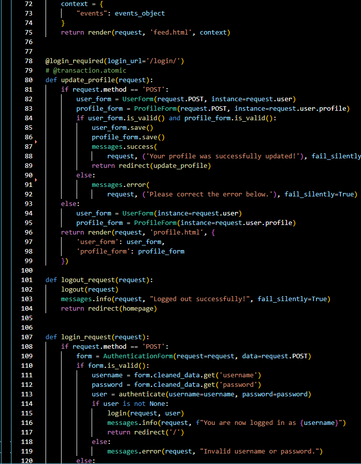 72 context = {
73 "events": events_object
74 }
75 return render(request, 'feed.html', context)
76
77
78 @login_required(login_url='/login/')
79 # @transaction.atomic
80 def update_profile(request):
81 if request.method == 'POST':
82 user_form = UserForm(request.POST, instance=request.user)
83 profile_form = ProfileForm(request.POST, instance=request.user.profile)
84 if user_form.is_valid() and profile_form.is_valid():
85 user_form.save()
86 profile_form.save()
87 messages.success(
88 request, ('Your profile was successfully updated!'), fail_silently
89 return redirect(update_profile)
90 else:
91 messages.error(
92 request, ('Please correct the error below.'), fail_silently=True)
93 else:
94 user_form = UserForm(instance=request.user)
95 profile_form = ProfileForm(instance=request.user.profile)
96 return render(request, 'profile.html', {
97 'user_form': user_form,
98 'profile_form': profile_form
99 })
100
101 def logout_request(request):
102 logout(request)
103 messages.info(request, "Logged out successfully!", fail_silently=True)
104 return redirect(homepage)
105
106
107 def login_request(request):
108 if request.method == 'POST':
109 form = AuthenticationForm(request=request, data=request.POST)
110 if form.is_valid():
111 username = form.cleaned_data.get('username')
112 password = form.cleaned_data.get('password')
113 user = authenticate(username=username, password=password)
114 if user is not None:
115 login(request, user)
116 messages.info(request, f"You are now logged in as {username}")
117 return redirect('/')
118 else:
119 messages.error(request, "Invalid username or password.")
120 else: